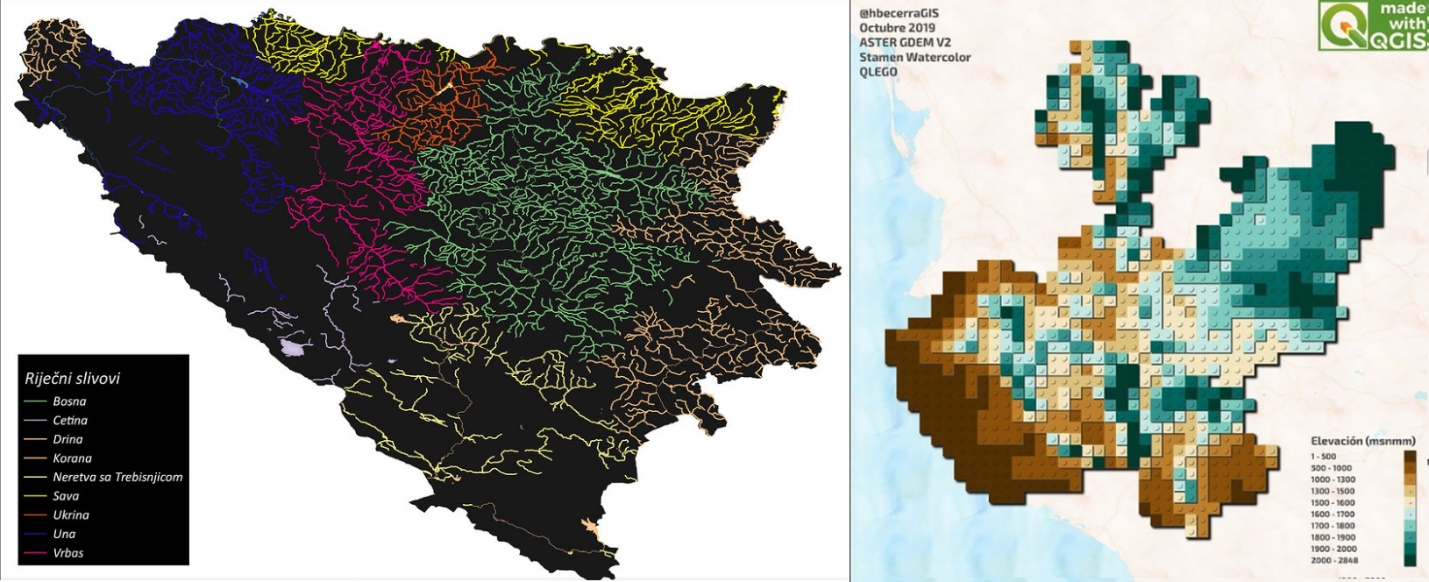 Riječni slivovi
Bosna
Cetina
Drina
Korana
Neretva sa Trebisnjicom
Sava
Ukrina
Una
Vrbas
@hbecerraGIS
Octubre 2019
ASTER GDEM V2
Stamen Watercolor
QLEGO
made
with
QGIS
Elevación (msnmm)
1 - 500
500 - 1000
1000 - 1300
1300 - 1500
1500 - 1600
1600 - 1700
1700 - 1800
1800 - 1900
1900 - 2000
2000 - 2848